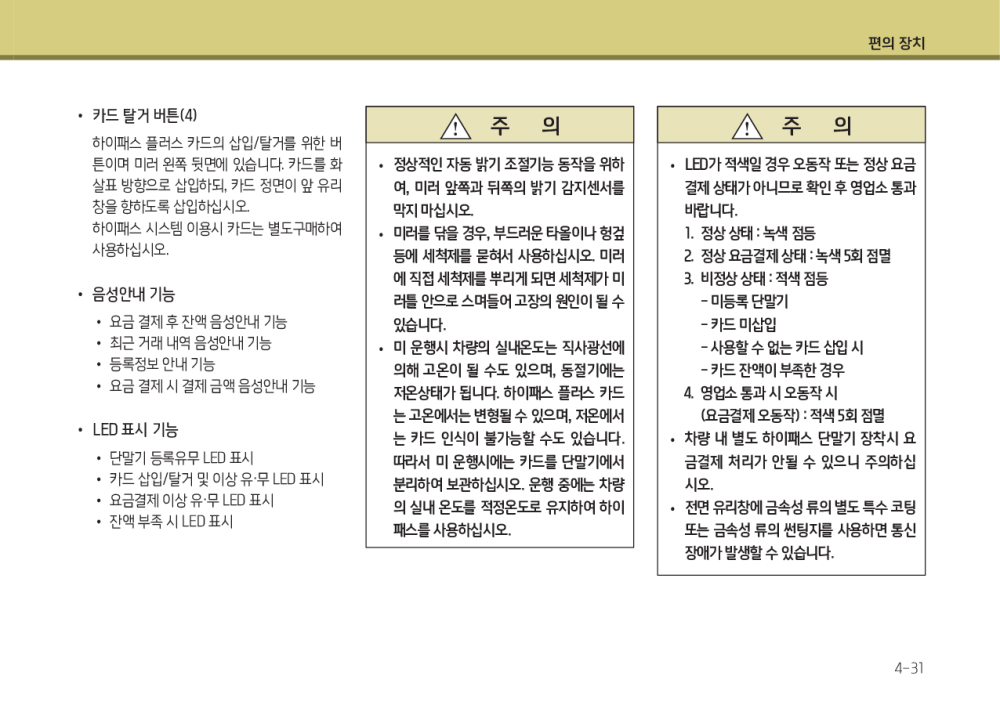 편의 장치
• 카드 탈거 버튼(4)
하이패스 플러스 카드의 삽입/탈거를 위한 버
튼이며 미러 왼쪽 뒷면에 있습니다. 카드를 화
살표 방향으로 삽입하되, 카드 정면이 앞 유리
창을 향하도록 삽입하십시오.
하이패스 시스템 이용시 카드는 별도구매하여
사용하십시오.
• 음성안내 기능
• 요금 결제 후 잔액 음성안내 기능
• 최근 거래 내역 음성안내 기능
• 등록정보 안내 기능
• 요금 결제 시 결제 금액 음성안내 기능
• LED 표시 기능
• 단말기 등록유무 LED 표시
• 카드 삽입/탈거 및 이상 유·무 LED 표시
• 요금결제 이상 유·무 LED 표시
• 잔액 부족 시 LED 표시
주 의
• 정상적인 자동 밝기 조절기능 동작을 위하
여, 미러 앞쪽과 뒤쪽의 밝기 감지센서를
막지 마십시오.
• 미러를 닦을 경우, 부드러운 타올이나 헝겊
등에 세척제를 묻혀서 사용하십시오. 미러
에 직접 세척제를 뿌리게 되면 세척제가 미
러틀 안으로 스며들어 고장의 원인이 될 수
있습니다.
• 미 운행시 차량의 실내온도는 직사광선에
의해 고온이 될 수도 있으며, 동절기에는
저온상태가 됩니다. 하이패스 플러스 카드
는 고온에서는 변형될 수 있으며, 저온에서
는 카드 인식이 불가능할 수도 있습니다.
따라서 미 운행시에는 카드를 단말기에서
분리하여 보관하십시오. 운행 중에는 차량
의 실내 온도를 적정온도로 유지하여 하이
패스를 사용하십시오.
주 의
• LED가 적색일 경우 오동작 또는 정상 요금
결제 상태가 아니므로 확인 후 영업소 통과
바랍니다.
1. 정상 상태 : 녹색 점등
2. 정상 요금결제 상태 : 녹색 5회 점멸
3. 비정상 상태 : 적색 점등
- 미등록 단말기
- 카드 미삽입
- 사용할 수 없는 카드 삽입 시
- 카드 잔액이 부족한 경우
4. 영업소 통과 시 오동작 시
(요금결제 오동작) : 적색 5회 점멸
• 차량 내 별도 하이패스 단말기 장착시 요
금결제 처리가 안될 수 있으니 주의하십
시오.
• 전면 유리창에 금속성 류의 별도 특수 코팅
또는 금속성 류의 썬팅지를 사용하면 통신
장애가 발생할 수 있습니다.
4-31